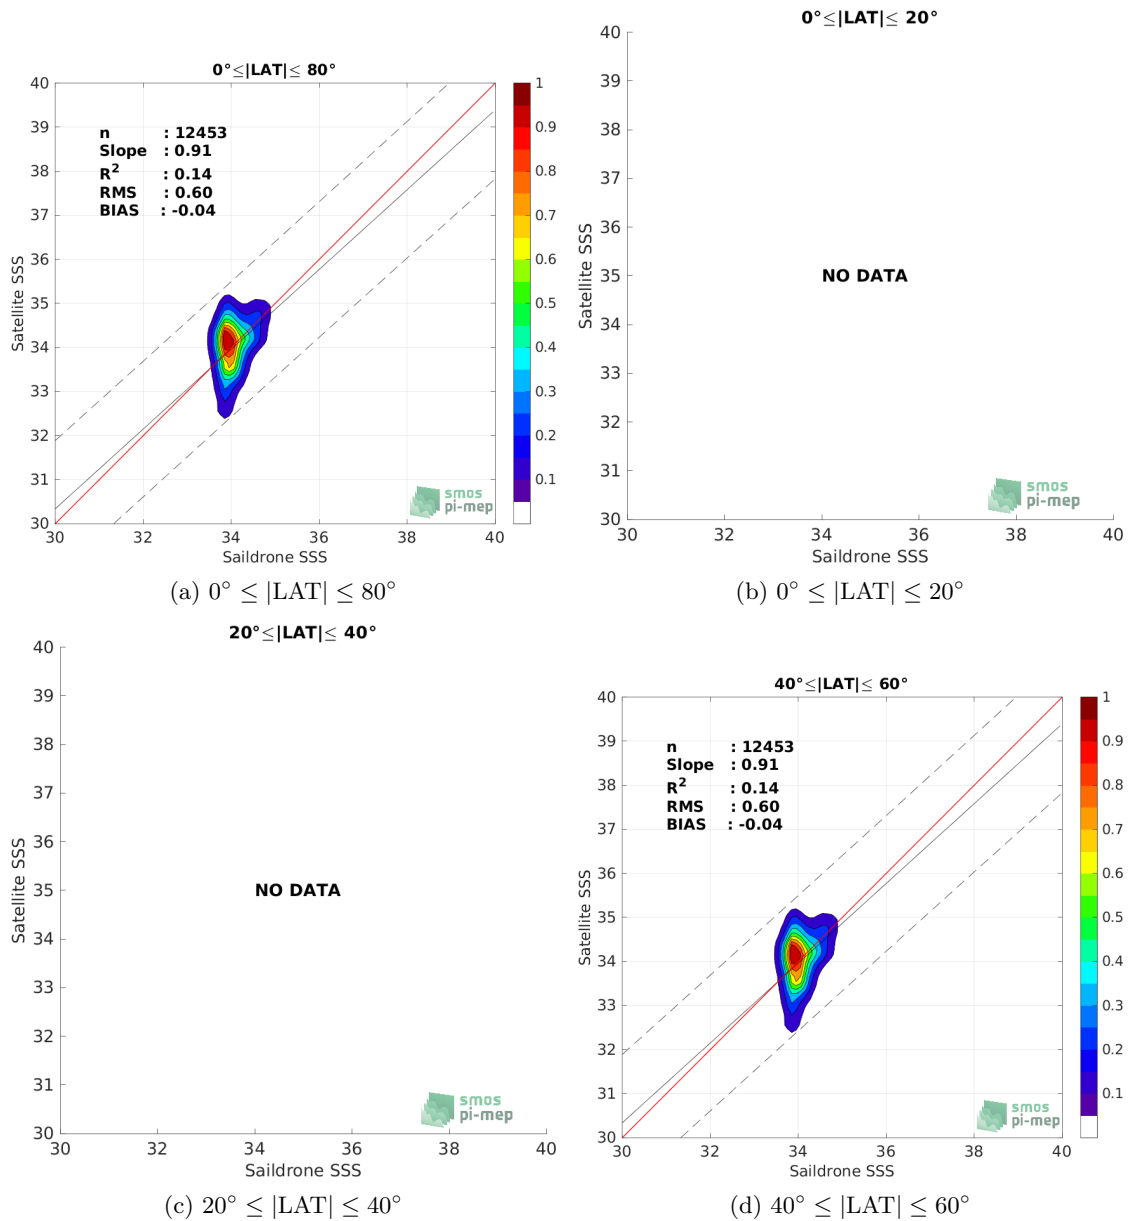 0°≤|LAT|≤ 80°
40
39
38
37
36
35
34
33
32
31
30
Satellite SSS
n : 12453
Slope : 0.91
R² : 0.14
RMS : 0.60
BIAS : -0.04
smos
pi-mep
30 32 34 36 38 40
Saildrone SSS
1
0.9
0.8
0.7
0.6
0.5
0.4
0.3
0.2
0.1
(a) 0° ≤ |LAT| ≤ 80°
0°≤|LAT|≤ 20°
40
39
38
37
36
35
34
33
32
31
30
Satellite SSS
NO DATA
smos
pi-mep
30 32 34 36 38 40
Saildrone SSS
(b) 0° ≤ |LAT| ≤ 20°
20°≤|LAT|≤ 40°
40
39
38
37
36
35
34
33
32
31
30
Satellite SSS
NO DATA
smos
pi-mep
30 32 34 36 38 40
Saildrone SSS
(c) 20° ≤ |LAT| ≤ 40°
40°≤|LAT|≤ 60°
40
39
38
37
36
35
34
33
32
31
30
Satellite SSS
n : 12453
Slope : 0.91
R² : 0.14
RMS : 0.60
BIAS : -0.04
smos
pi-mep
30 32 34 36 38 40
Saildrone SSS
1
0.9
0.8
0.7
0.6
0.5
0.4
0.3
0.2
0.1
(d) 40° ≤ |LAT| ≤ 60°